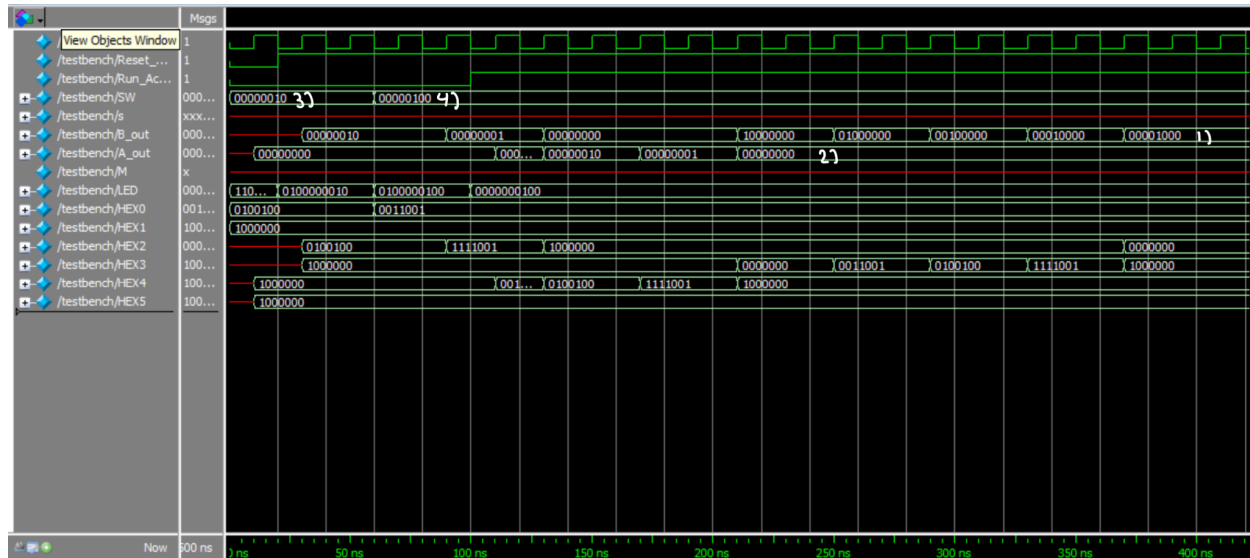 Msgs
View Objects Window 1
/testbench/Reset_... 1
/testbench/Run_Ac... 1
/testbench/SW 000... 00000010 3) 00000100 4)
/testbench/s xxx...
/testbench/B_out 000... 00000010 00000001 00000000 10000000 01000000 00100000 00010000 00001000 1)
/testbench/A_out 000... 00000000 000... 00000010 00000001 00000000 2)
/testbench/M x
/testbench/LED 000... 110... 0100000010 0100000100 0000000100
/testbench/HEX0 001... 0100100 0011001
/testbench/HEX1 100... 1000000
/testbench/HEX2 000... 0100100 1111001 1000000 0000000
/testbench/HEX3 100... 1000000 0000000 0011001 0100100 1111001 1000000
/testbench/HEX4 100... 1000000 001... 0100100 1111001 1000000
/testbench/HEX5 100... 1000000
Now ns 50 ns 100 ns 150 ns 200 ns 250 ns 300 ns 350 ns 400 ns